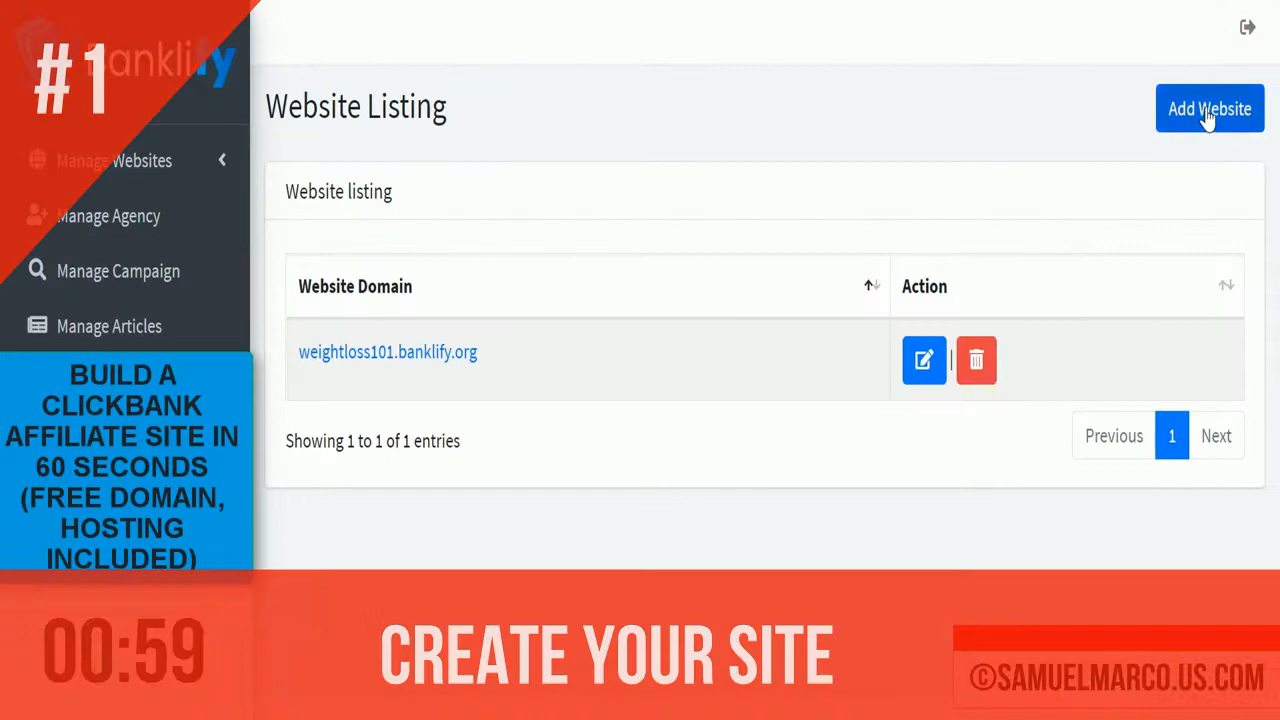 #1
Banklify
Manage Websites
Manage Agency
Manage Campaign
Manage Articles
BUILD A
CLICKBANK
AFFILIATE SITE IN
60 SECONDS
(FREE DOMAIN,
HOSTING
INCLUDED)
Website Listing
Add Website
Website listing
Website Domain
Action
weightloss101.banklify.org
|
Showing 1 to 1 of 1 entries
Previous 1 Next
00:59
CREATE YOUR SITE
©SAMUELMARCO.US.COM